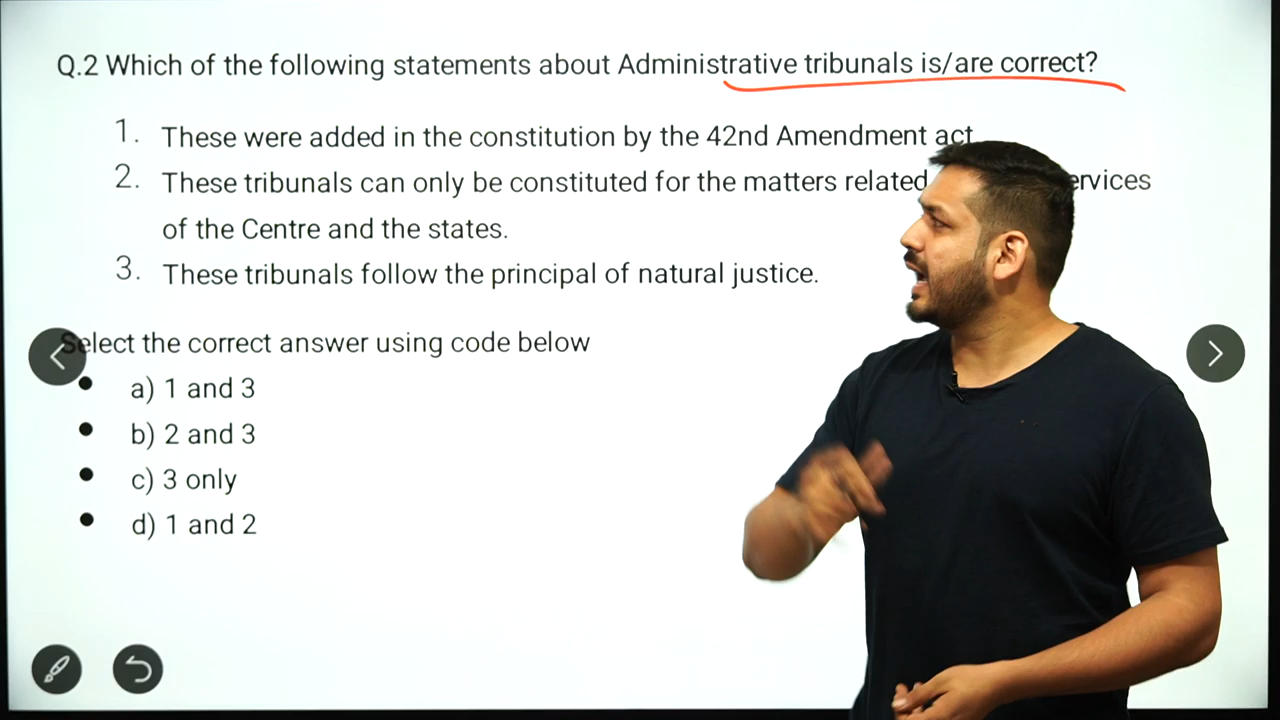 Q.2 Which of the following statements about Administrative tribunals is/are correct?
1. These were added in the constitution by the 42nd Amendment act
2. These tribunals can only be constituted for the matters related
of the Centre and the states.
3. These tribunals follow the principal of natural justice.
Select the correct answer using code below
a) 1 and 3
b) 2 and 3
c) 3 only
d) 1 and 2